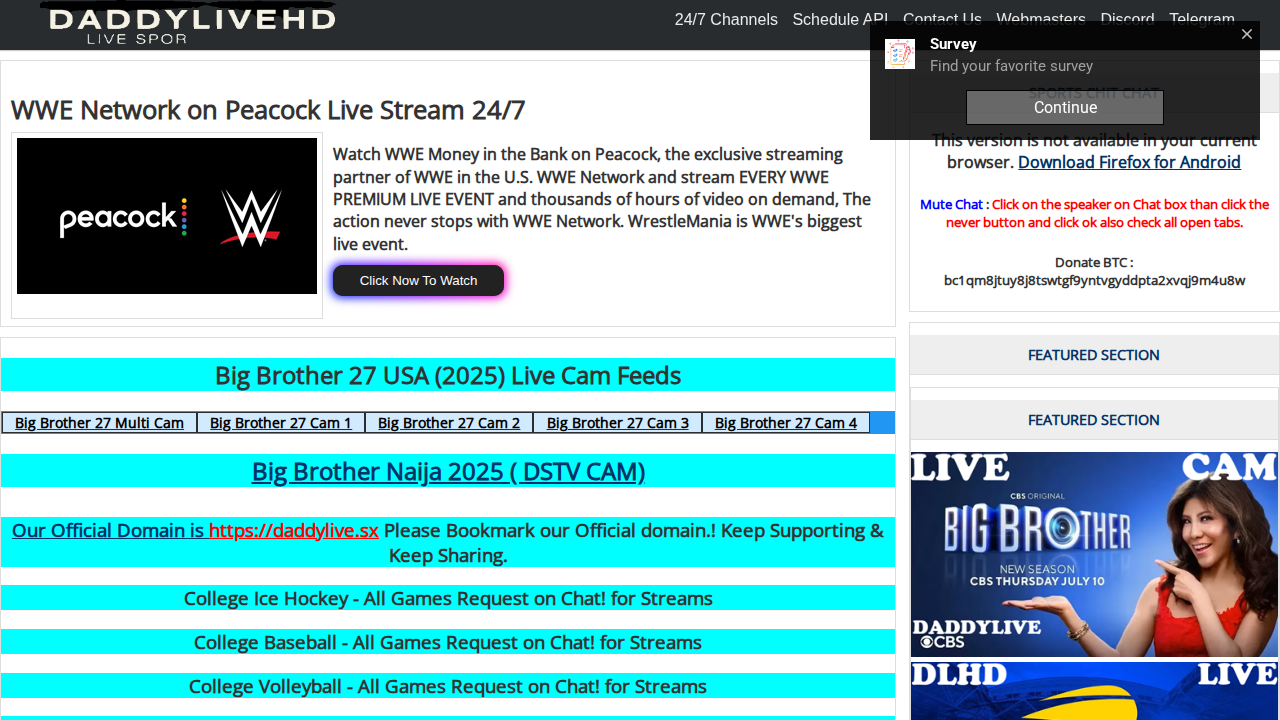 DADDYLIVEHD
LIVE SPOR
24/7 Channels Schedule API Contact Us Webmasters Discord Telegram
Survey
Find your favorite survey
Continue
WWE Network on Peacock Live Stream 24/7
peacock
Watch WWE Money in the Bank on Peacock, the exclusive streaming
partner of WWE in the U.S. WWE Network and stream EVERY WWE
PREMIUM LIVE EVENT and thousands of hours of video on demand, The
action never stops with WWE Network. WrestleMania is WWE's biggest
live event.
Click Now To Watch
SPORTS CHIT CHAT
This version is not available in your current
browser. Download Firefox for Android
Mute Chat : Click on the speaker on Chat box than click the
never button and click ok also check all open tabs.
Donate BTC :
bc1qm8jtuy8j8tswtgf9yntvgyddpta2xvqj9m4u8w
Big Brother 27 USA (2025) Live Cam Feeds
Big Brother 27 Multi Cam Big Brother 27 Cam 1 Big Brother 27 Cam 2 Big Brother 27 Cam 3 Big Brother 27 Cam 4
Big Brother Naija 2025 ( DSTV CAM)
Our Official Domain is https://daddylive.sx Please Bookmark our Official domain.! Keep Supporting &
Keep Sharing.
College Ice Hockey - All Games Request on Chat! for Streams
College Baseball - All Games Request on Chat! for Streams
College Volleyball - All Games Request on Chat! for Streams
FEATURED SECTION
FEATURED SECTION
LIVE CAM
CBS ORIGINAL
BIG BROTHER
NEW SEASON
CBS THURSDAY JULY 10
DADDYLIVE
CBS
DLHD LIVE